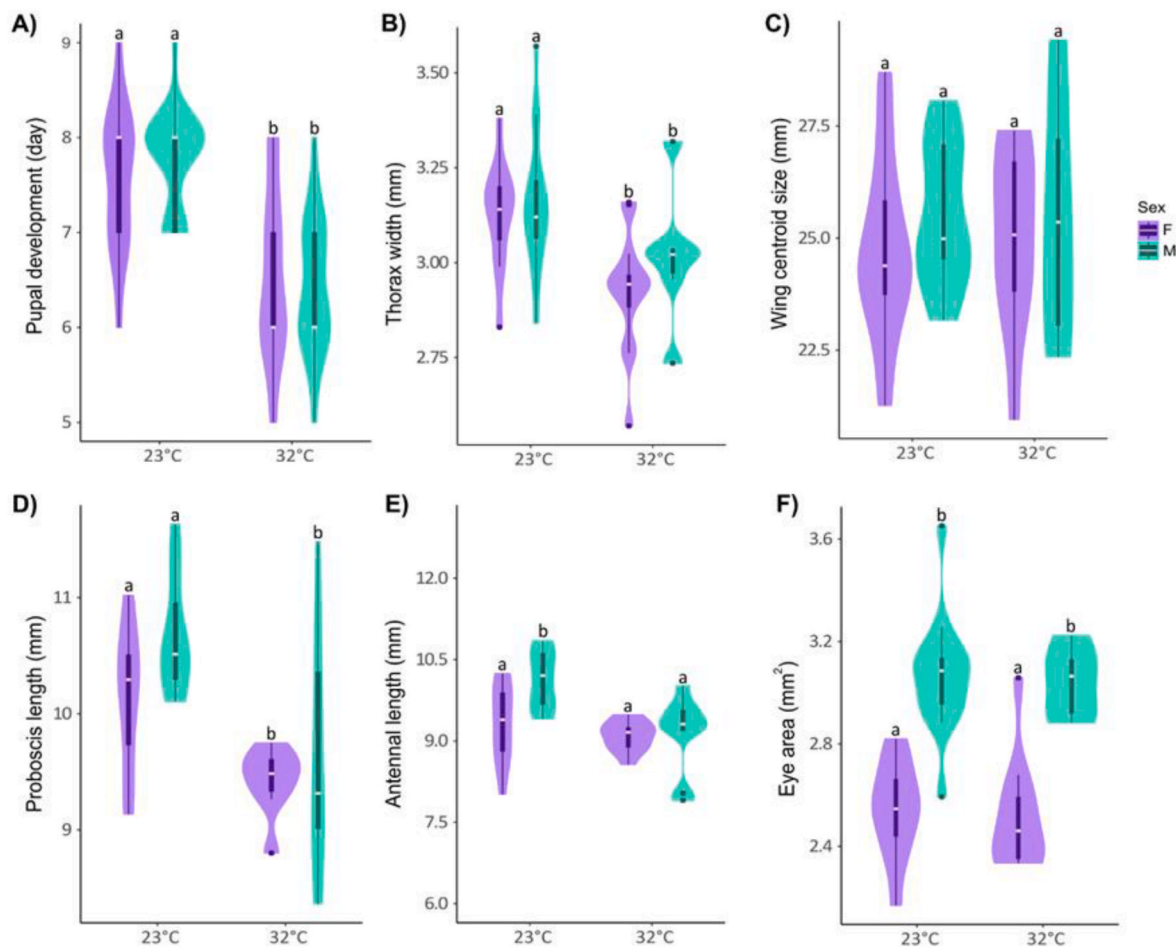 A)
Pupal development (day)
9
8
7
6
5
a a b b
23°C 32°C
B)
Thorax width (mm)
3.50
3.25
3.00
2.75
a a b b
23°C 32°C
C)
Wing centroid size (mm)
27.5
25.0
22.5
a a a a
23°C 32°C
Sex
F
M
D)
Proboscis length (mm)
11
10
9
a a b b
23°C 32°C
E)
Antennal length (mm)
12.0
10.5
9.0
7.5
6.0
a b a a
23°C 32°C
F)
Eye area (mm²)
3.6
3.2
2.8
2.4
a b a b
23°C 32°C